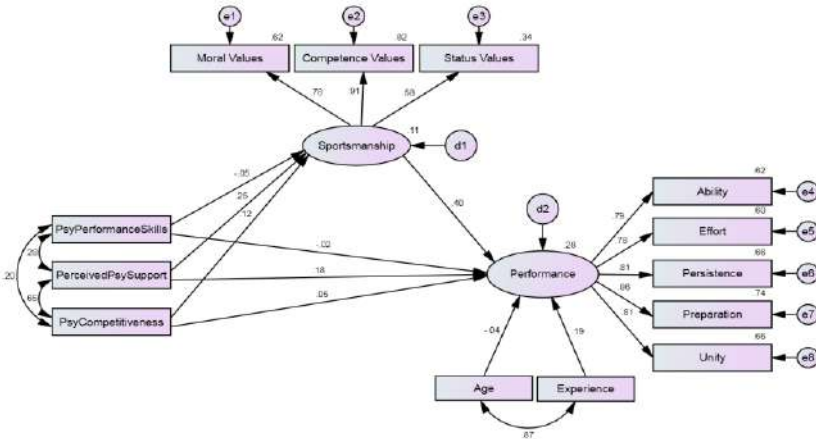 e1
e2
e3
.62
.82
.34
Moral Values
Competence Values
Status Values
.78
.91
.58
.11
Sportsmanship
d1
-.05
.25
.12
.40
.62
Ability
e4
d2
.79
.60
PsyPerformanceSkills
-.02
.28
.78
Effort
e5
.28
.66
.20
PerceivedPsySupport
.18
Performance
.81
Persistence
e6
.65
.05
.86
.74
PsyCompetitiveness
.81
Preparation
e7
.66
-.04
.19
Unity
e8
Age
Experience
.87